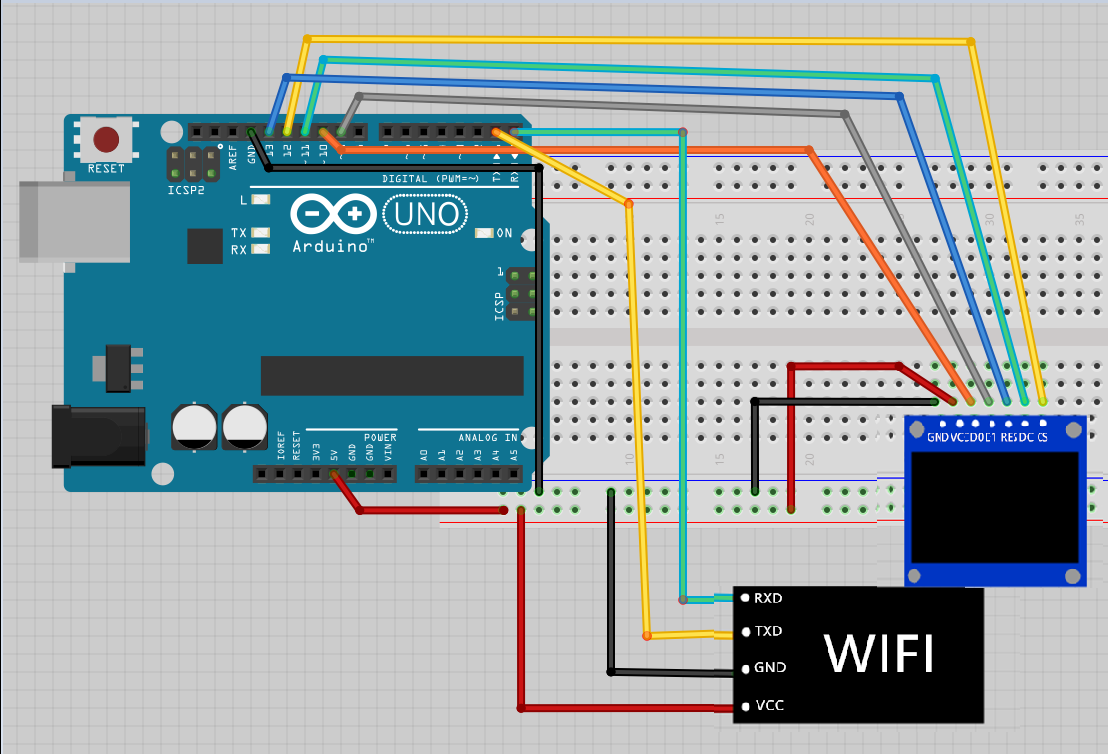 RESET
ICSP2
AREF
GND
13
12
11
10
DIGITAL (PWM=~)
L
TX
RX
UNO
Arduino™
ON
1
ICSP
IOREF
RESET
3V3
5V
GND
GND
VIN
POWER
ANALOG IN
A0
A1
A2
A3
A4
A5
15
20
30
35
10
15
20
GND VCC D0 D1 RES DC CS
RXD
TXD
GND
VCC
WIFI